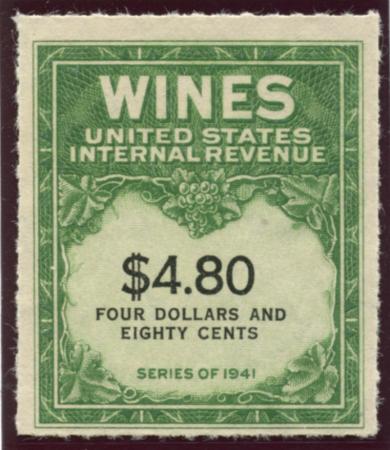 WINES
UNITED STATES
INTERNAL REVENUE
$4.80
FOUR DOLLARS AND
EIGHTY CENTS
SERIES OF 1941